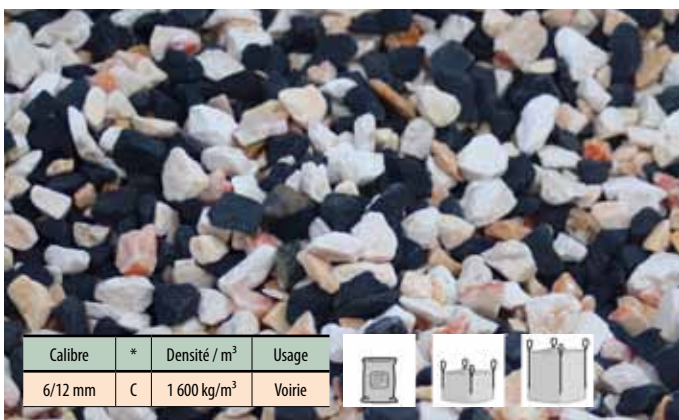 Calibre * Densité / m³ Usage
6/12 mm C 1 600 kg/m³ Voirie